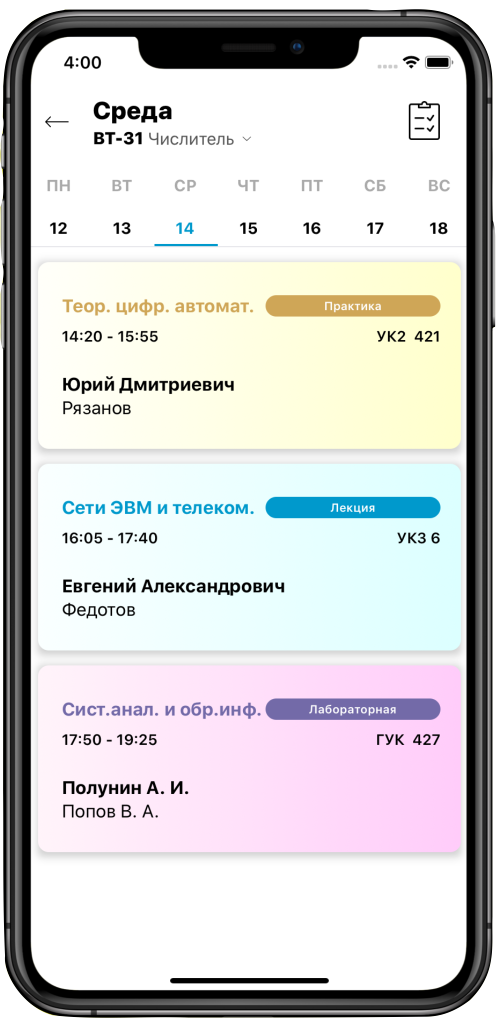 4:00
Среда
ВТ-31 Числитель
ПН ВТ СР ЧТ ПТ СБ ВС
12 13 14 15 16 17 18
Теор. цифр. автомат. Практика
14:20 - 15:55 УК2 421
Юрий Дмитриевич
Рязанов
Сети ЭВМ и телеком. Лекция
16:05 - 17:40 УК3 6
Евгений Александрович
Федотов
Сист.анал. и обр.инф. Лабораторная
17:50 - 19:25 ГУК 427
Полунин А. И.
Попов В. А.